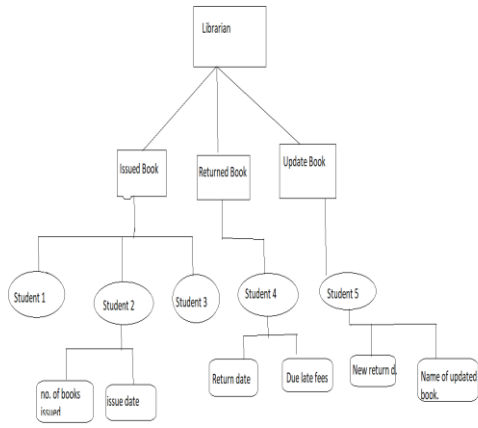 Librarian
Issued Book
Returned Book
Update Book
Student 1
Student 2
Student 3
Student 4
Student 5
no. of books
issued
issue date
Return date
Due late fees
New return d.
Name of updated
book.